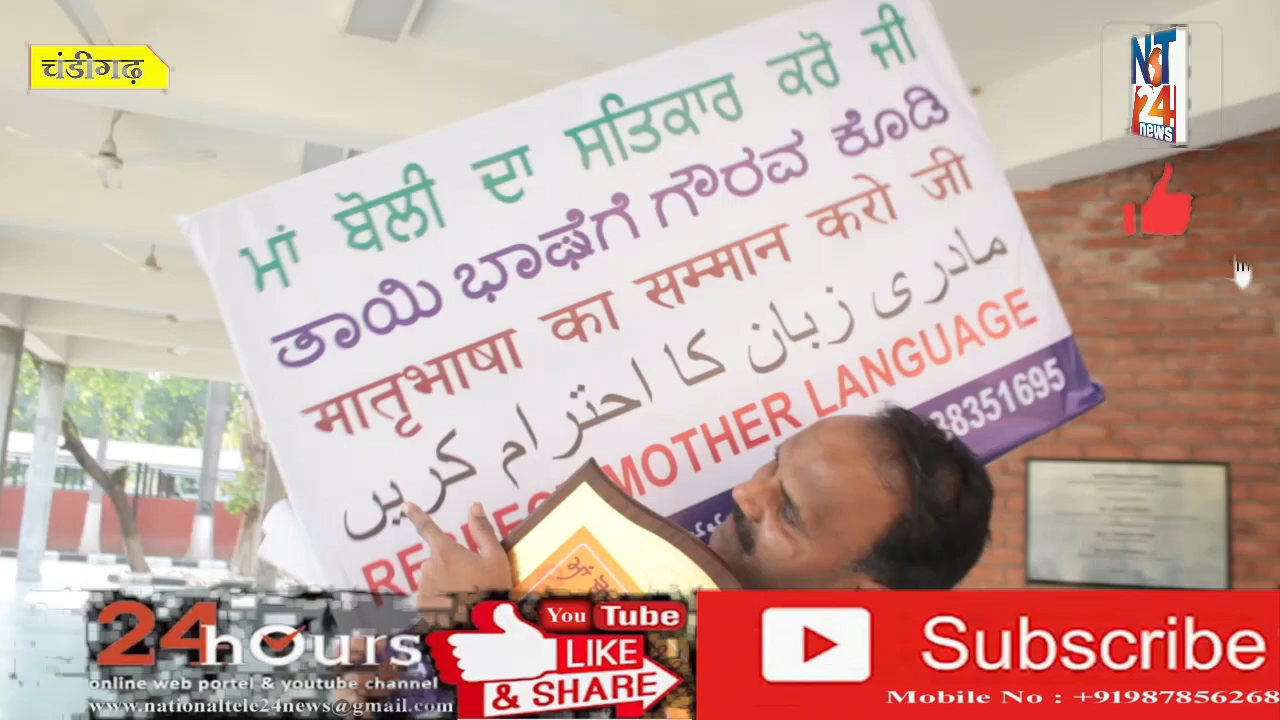 चंडीगढ़
NT
24
news
ਮਾਂ ਬੋਲੀ ਦਾ ਸਤਿਕਾਰ ਕਰੋ ਜੀ
ತಾಯಿ ಭಾಷೆಗೆ ಗೌರವ ಕೊಡಿ
मातृभाषा का सम्मान करो जी
مادری زبان کا احترام کریں
MOTHER LANGUAGE
38351695
24hours
online web portel & youtube channel
www.nationaltele24news@gmail.com
You Tube
LIKE
& SHARE
Subscribe
Mobile No : +91987856268